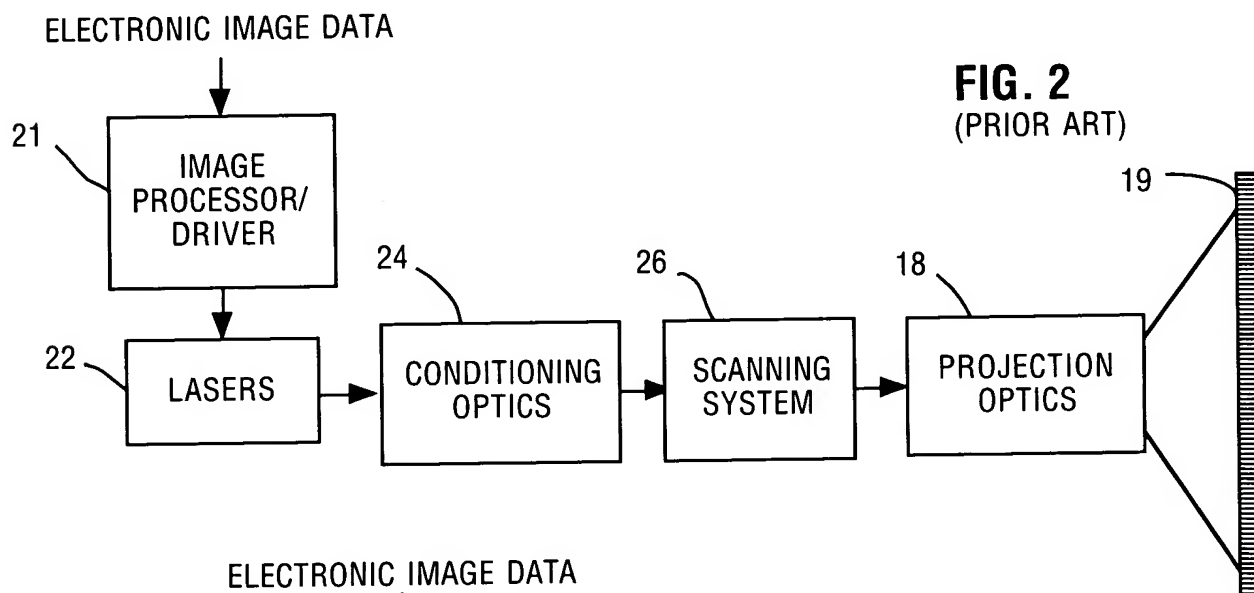 ELECTRONIC IMAGE DATA
FIG. 2
(PRIOR ART)
21
IMAGE
PROCESSOR/
DRIVER
19
24
26
18
22
LASERS
CONDITIONING
OPTICS
SCANNING
SYSTEM
PROJECTION
OPTICS
ELECTRONIC IMAGE DATA